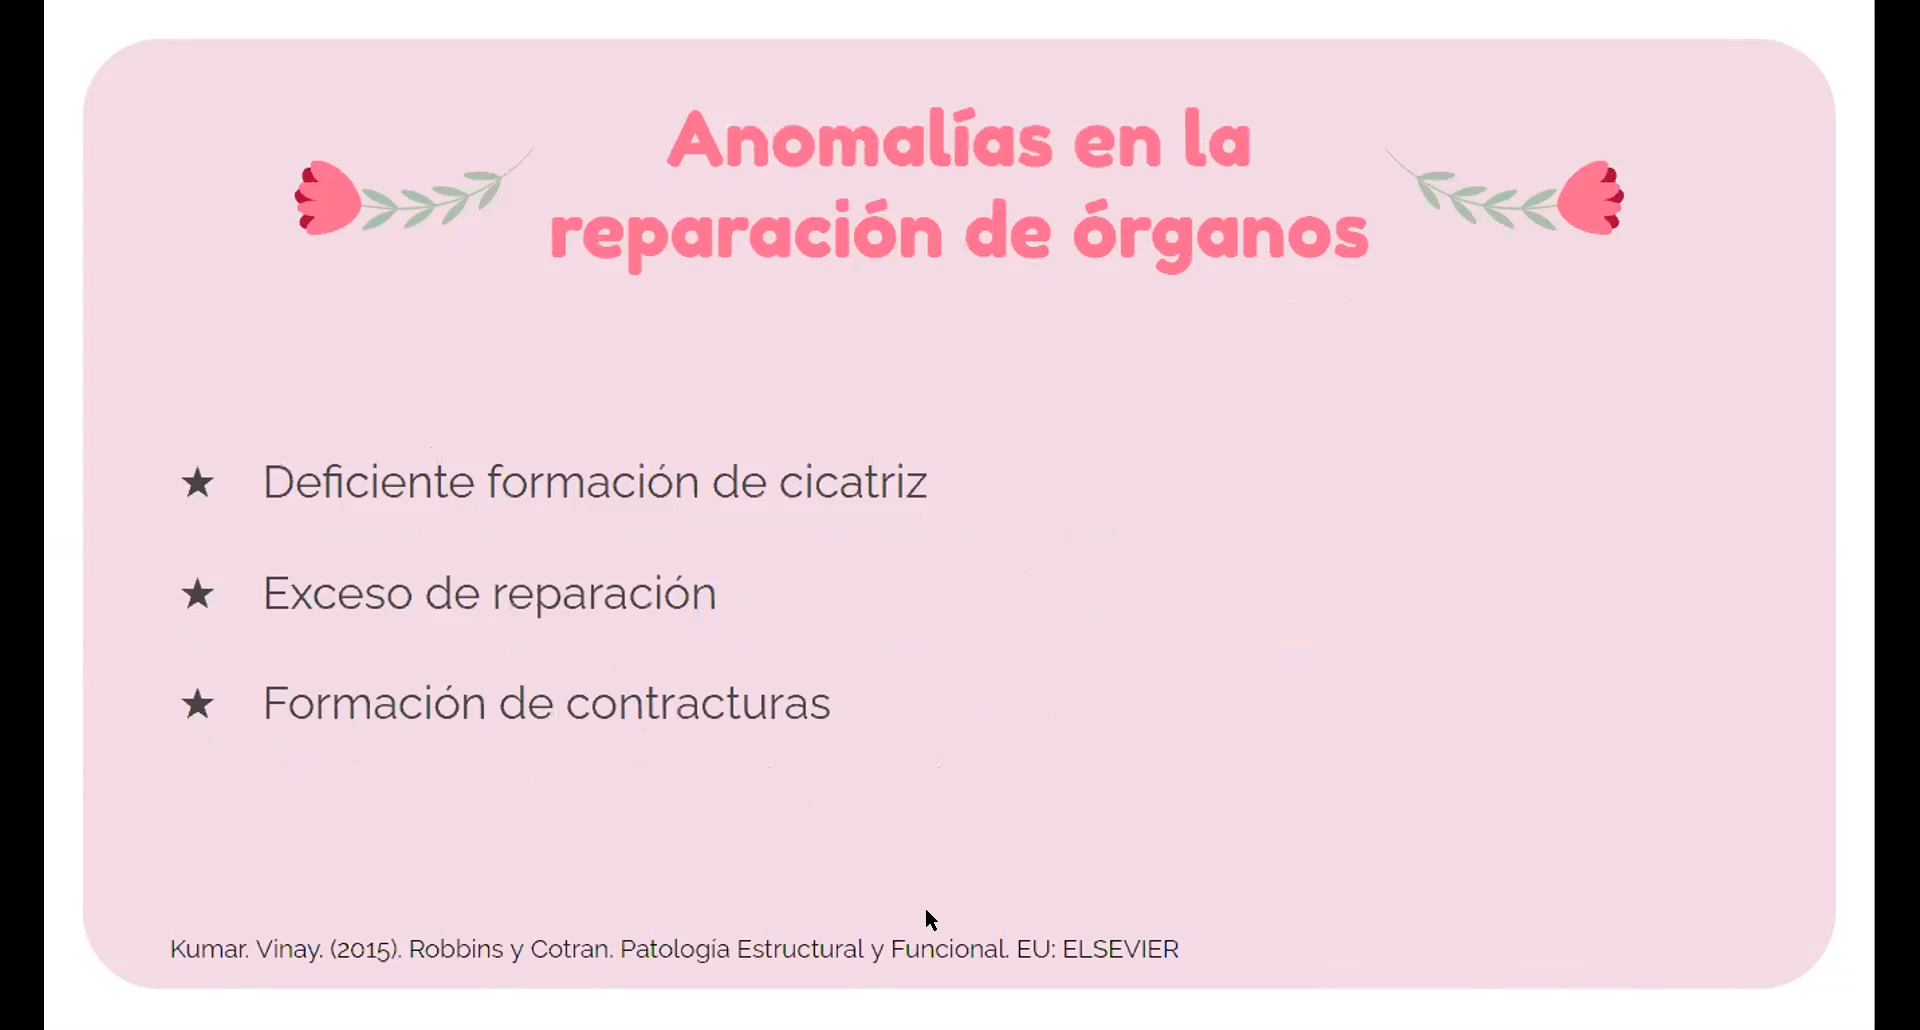 Anomalías en la
reparación de órganos
★ Deficiente formación de cicatriz
★ Exceso de reparación
★ Formación de contracturas
Kumar. Vinay. (2015). Robbins y Cotran. Patología Estructural y Funcional. EU: ELSEVIER